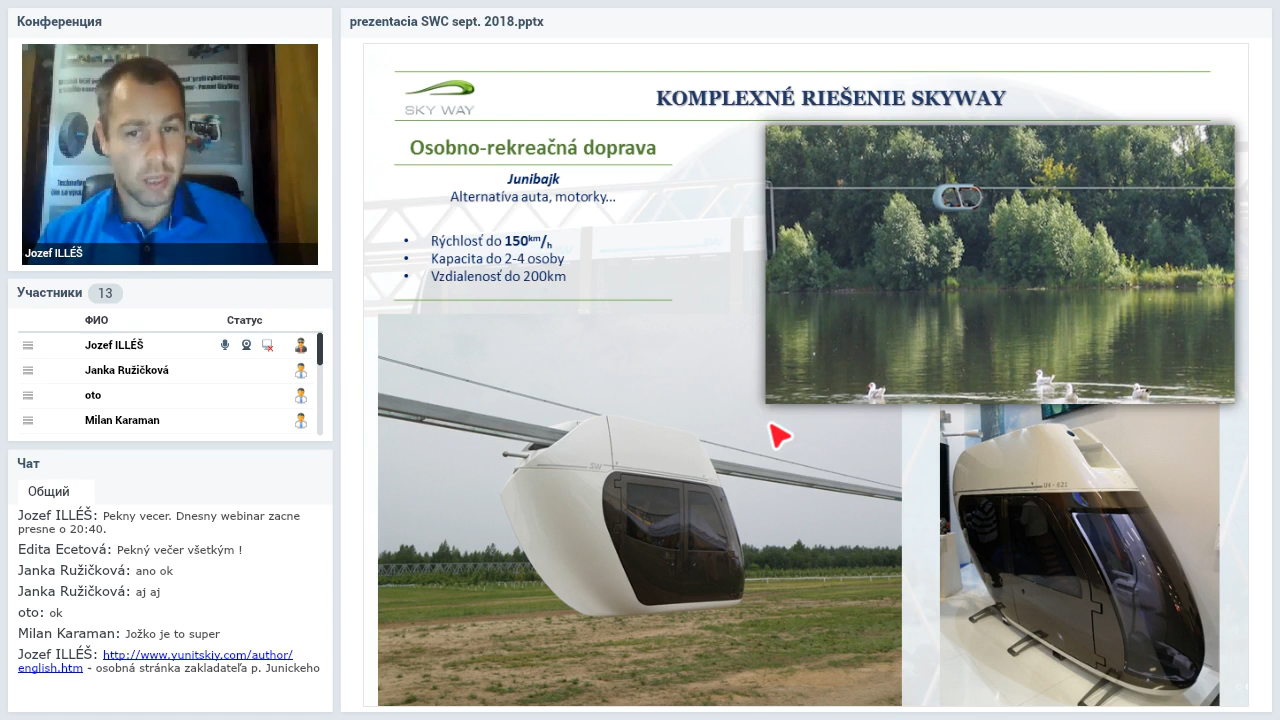 Конференция
Jozef ILLÉŠ
Участники 13
ФИО Статус
Jozef ILLÉŠ
Janka Ružičková
oto
Milan Karaman
Чат
Общий
Jozef ILLÉŠ: Pekny vecer. Dnesny webinar zacne
presne o 20:40.
Edita Ecetová: Pekný večer všetkým !
Janka Ružičková: ano ok
Janka Ružičková: aj aj
oto: ok
Milan Karaman: Jožko je to super
Jozef ILLÉŠ: http://www.yunitskiy.com/author/
english.htm - osobná stránka zakladateľa p. Junickeho
prezentacia SWC sept. 2018.pptx
SKY WAY
KOMPLEXNÉ RIEŠENIE SKYWAY
Osobno-rekreačná doprava
Junibajk
Alternatíva auta, motorky...
• Rýchlosť do 150km/h
• Kapacita do 2-4 osoby
• Vzdialenosť do 200km
SW
U4 - 621